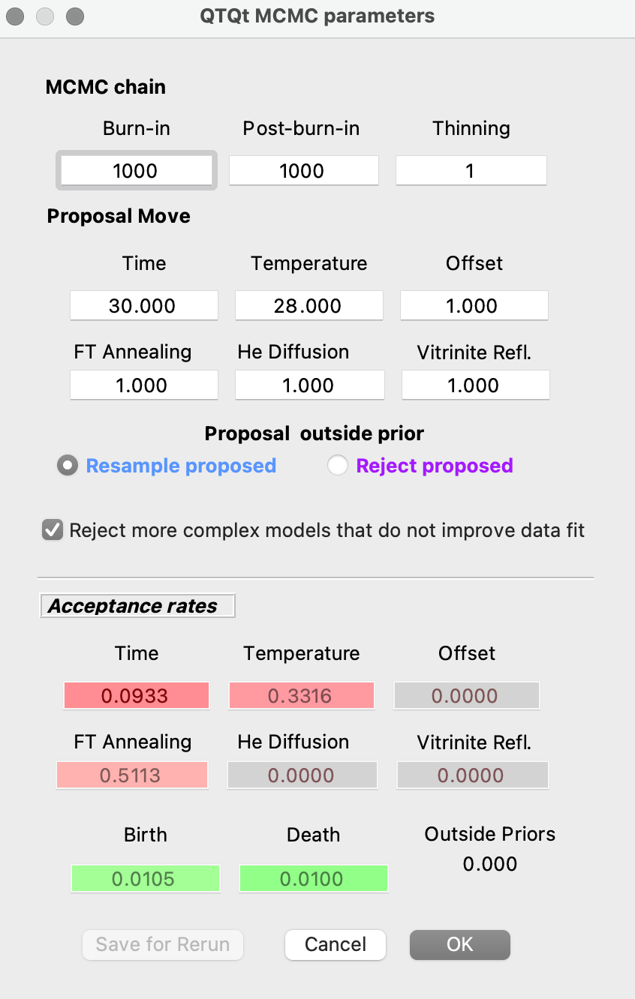 QTQt MCMC parameters
MCMC chain
Burn-in Post-burn-in Thinning
1000 1000 1
Proposal Move
Time Temperature Offset
30.000 28.000 1.000
FT Annealing He Diffusion Vitrinite Refl.
1.000 1.000 1.000
Proposal outside prior
Resample proposed Reject proposed
Reject more complex models that do not improve data fit
Acceptance rates
Time Temperature Offset
0.0933 0.3316 0.0000
FT Annealing He Diffusion Vitrinite Refl.
0.5113 0.0000 0.0000
Birth Death Outside Priors
0.0105 0.0100 0.000
Save for Rerun Cancel OK